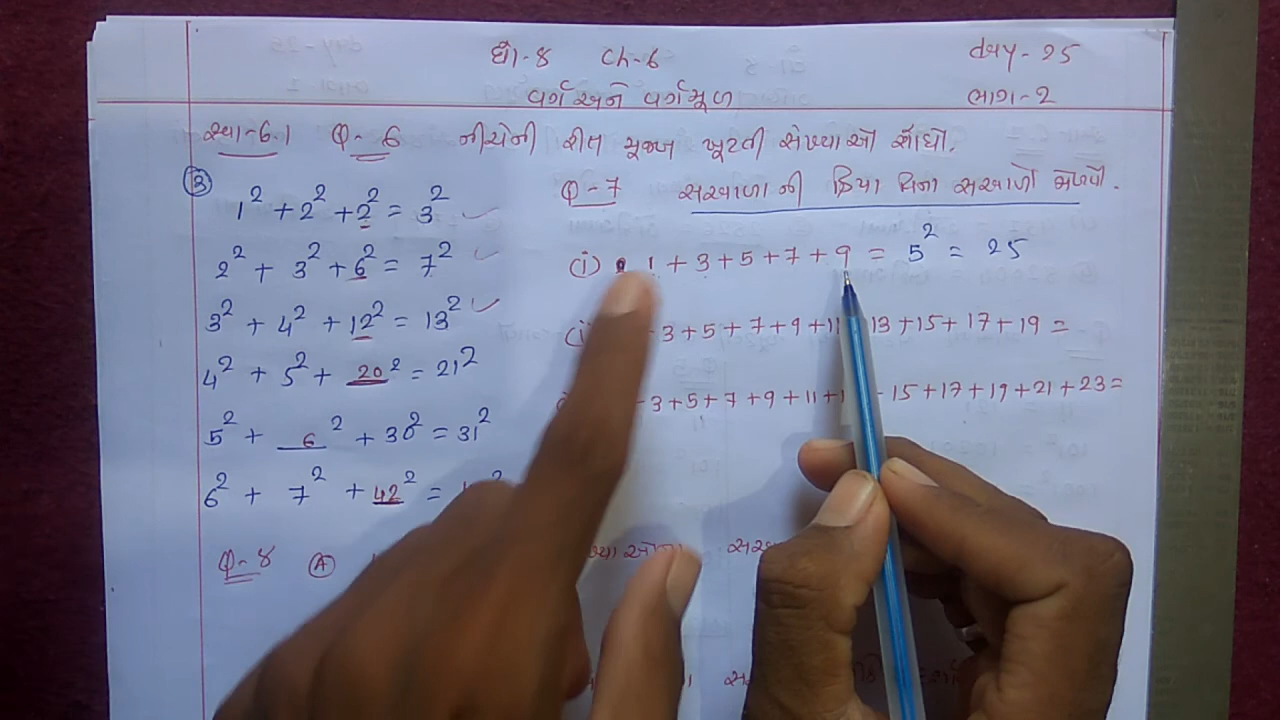 ધો-૮ Ch-6 day-25
વર્ગ અને વર્ગમૂળ ભાગ-2
સ્વા-6.1 Q-6 નીચેની રીત મુજબ ખૂટતી સંખ્યાઓ શોધો.
③ 1² + 2² + 2² = 3²
2² + 3² + 6² = 7²
3² + 4² + 12² = 13²
4² + 5² + 20² = 21²
5² + 6² + 30² = 31²
6² + 7² + 42² =
Q-7 સરવાળાની ક્રિયા વિના સરવાળો મેળવો.
(i) 1 + 3 + 5 + 7 + 9 = 5² = 25
3 + 5 + 7 + 9 + 11 13 + 15 + 17 + 19 =
3 + 5 + 7 + 9 + 11 + 15 + 17 + 19 + 21 + 23 =
Q-8 Ⓐ